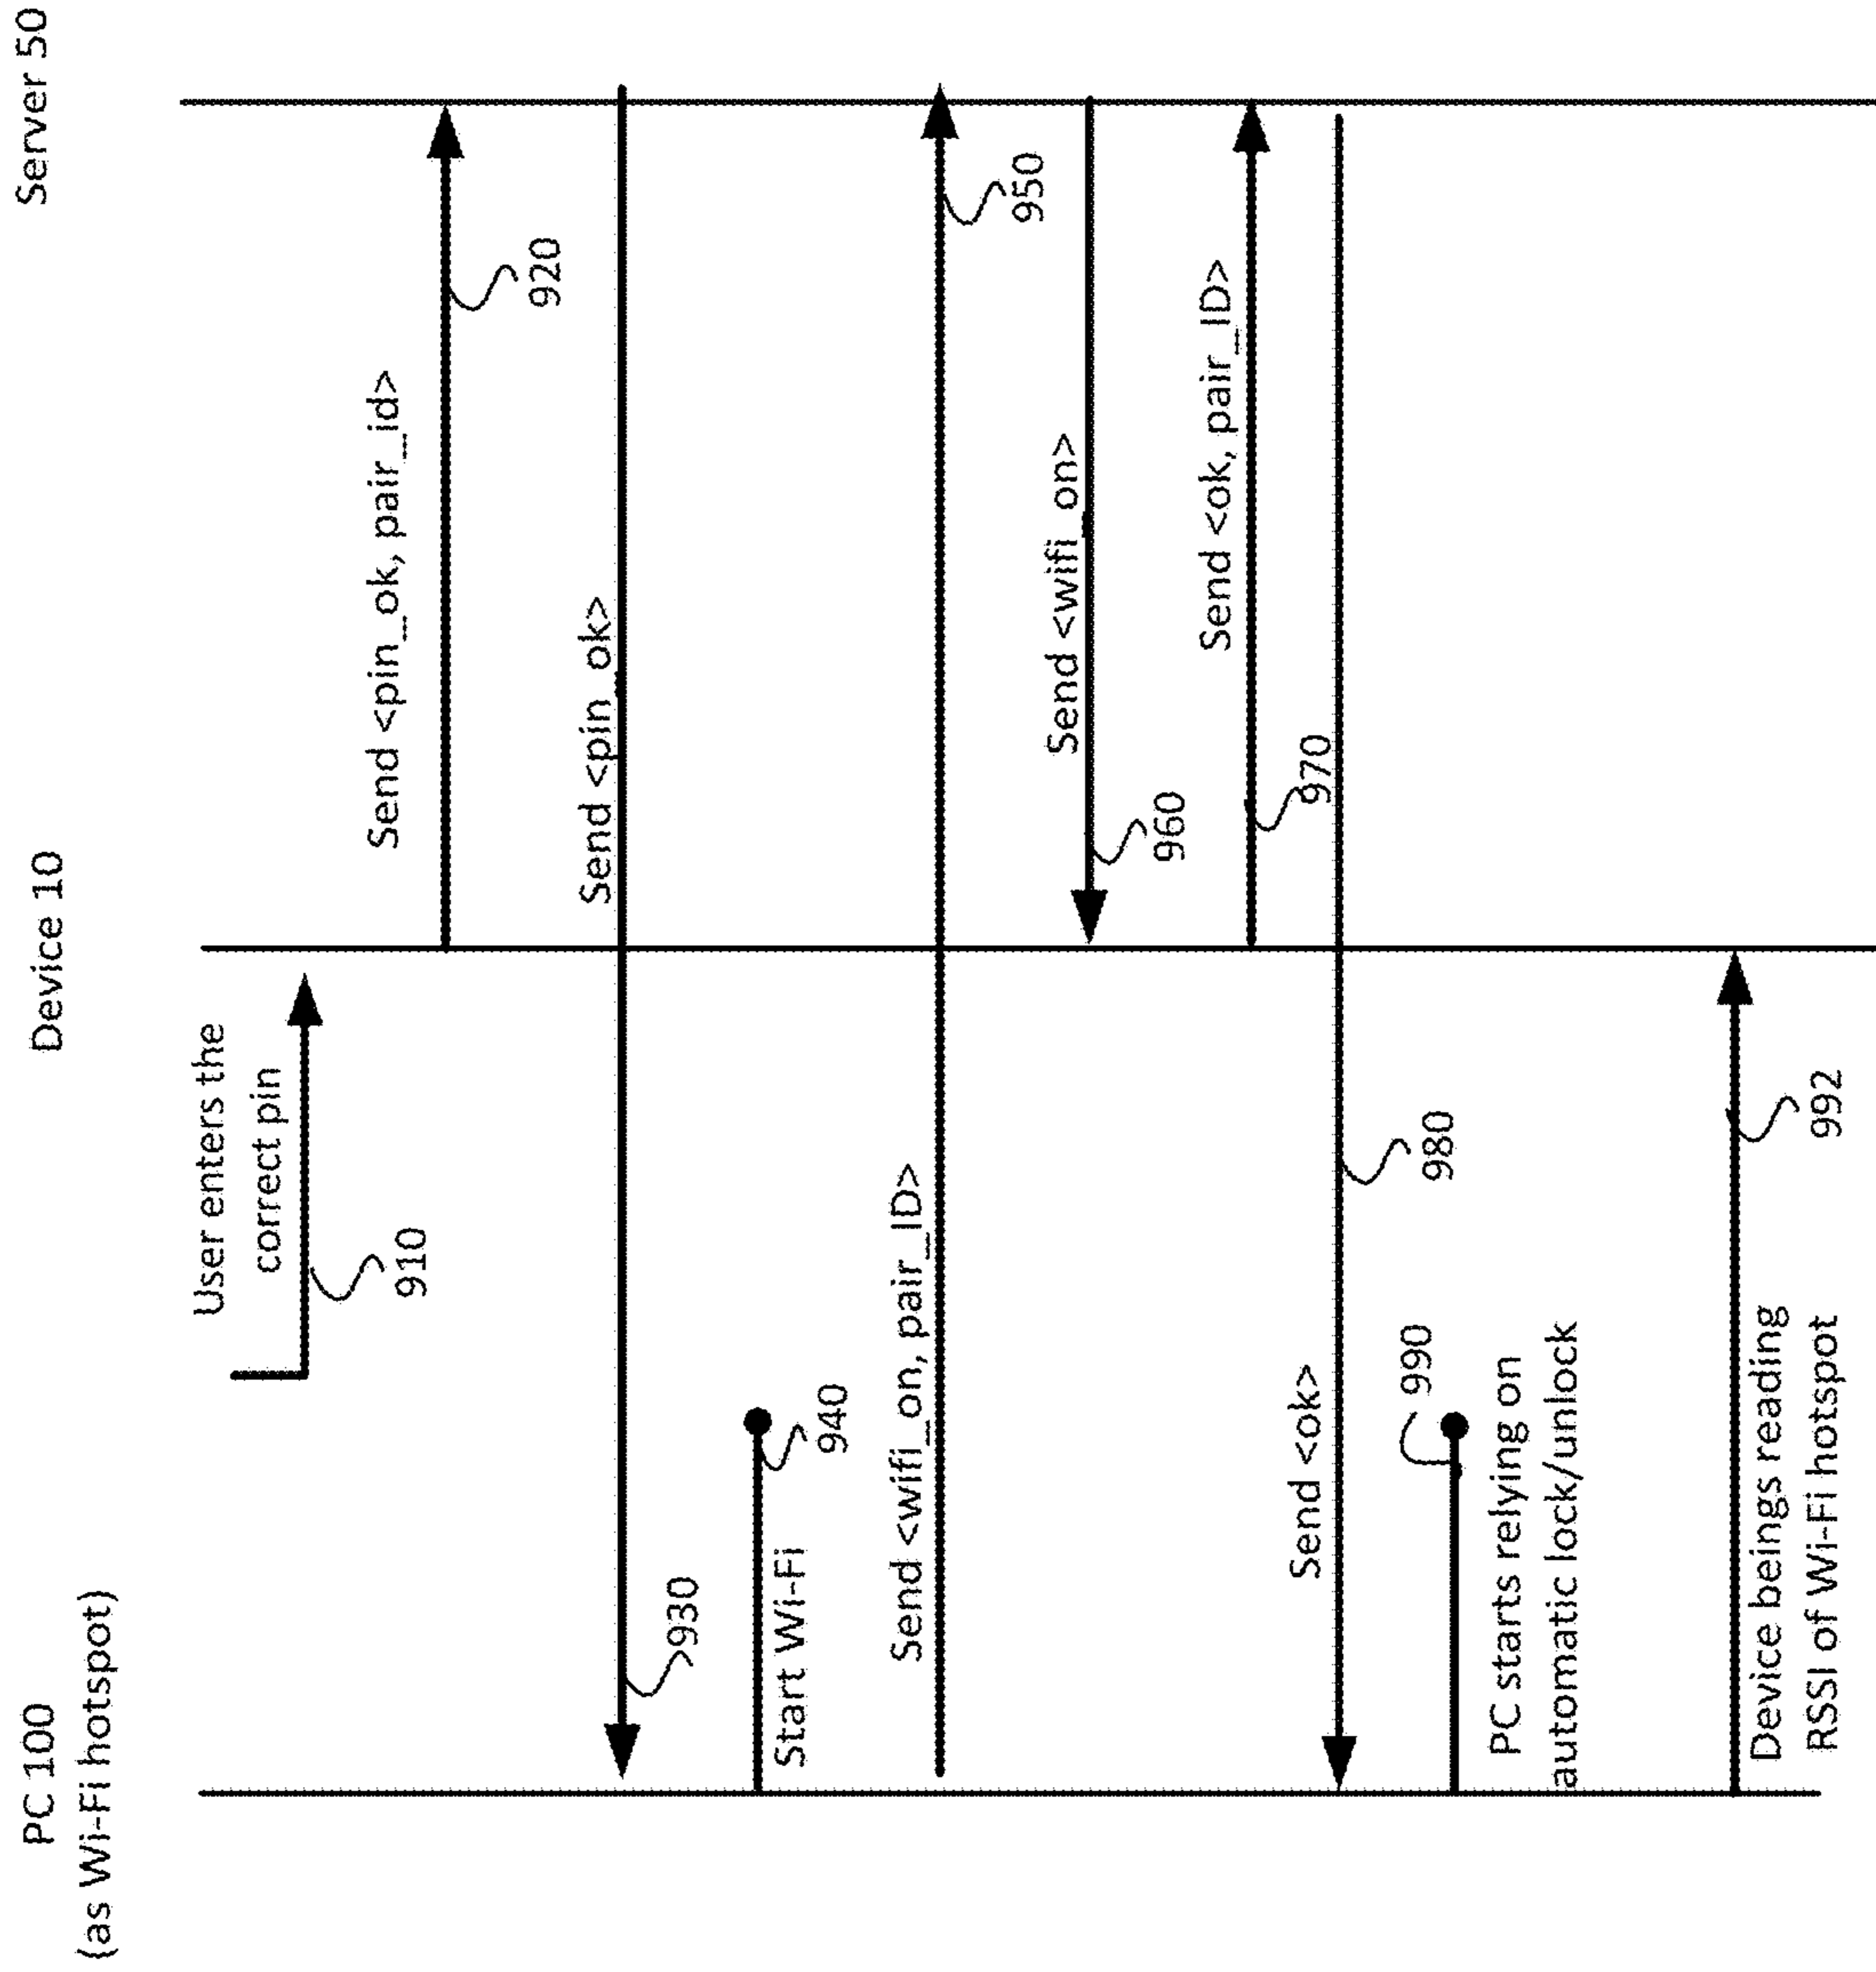 PC 100
(as Wi-Fi hotspot)
Device 10
Server 50
User enters the
correct pin
910
Send <pin_ok, pair_id>
920
Send <pin_ok>
930
Start Wi-Fi
940
Send <wifi_on, pair_ID>
950
Send <wifi_on>
960
Send <ok, pair_ID>
970
Send <ok>
980
990
PC starts relying on
automatic lock/unlock
992
Device beings reading
RSSI of Wi-Fi hotspot